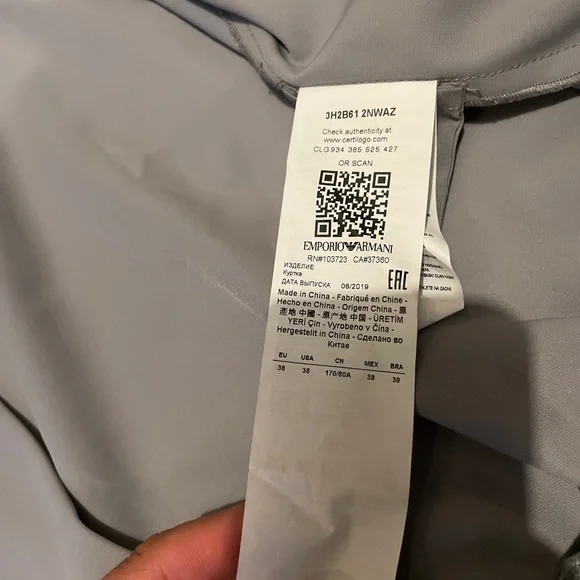 3H2B61 2NWAZ
Check authenticity at
www.certilogo.com
CLG 934 385 525 427
OR SCAN
EMPORIO ARMANI
RN#103723 CA#37360
ИЗДЕЛИЕ
Куртка
ДАТА ВЫПУСКА 08/2019
EAC
Made in China - Fabriqué en Chine -
Hecho en China - Origem China - 原
产地 中國 - 原产地 中国 - ÜRETİM
YERİ Çin - Vyrobeno v Čína -
Hergestellt in China - Сделано во
Китае
EU USA CN MEX BRA
38 38 170/80A 38 38